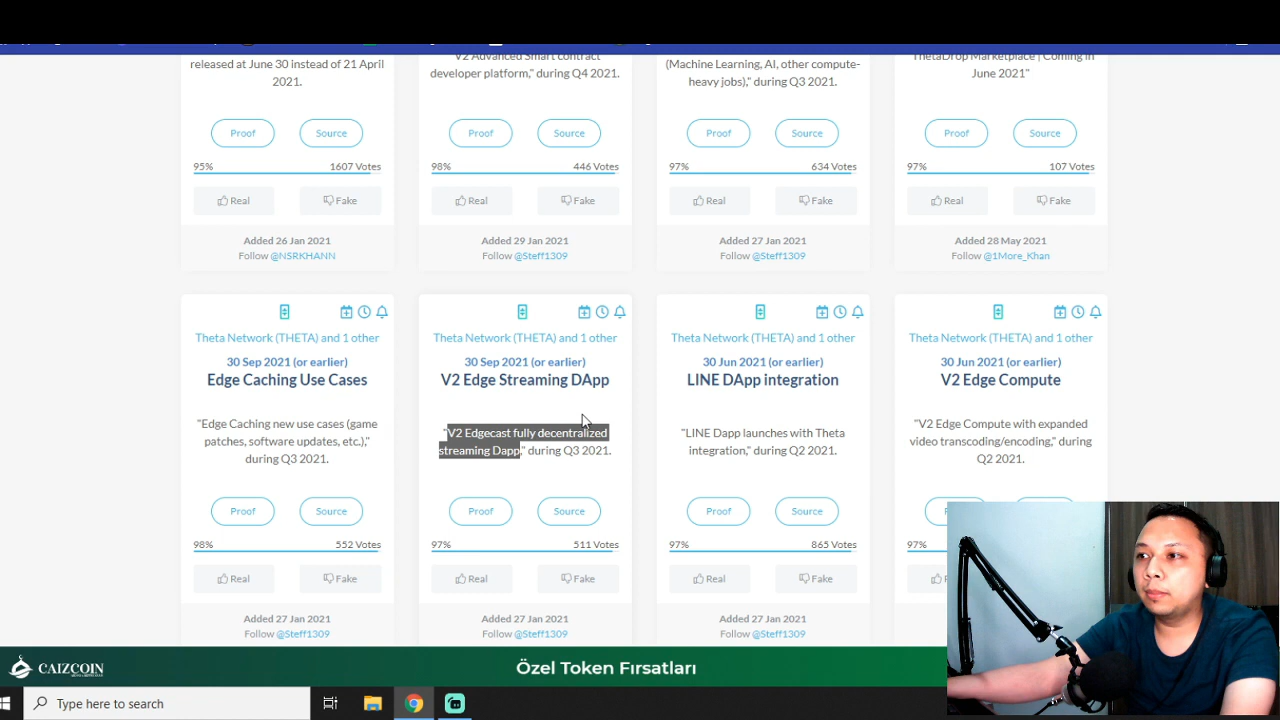 released at June 30 instead of 21 April
2021.
V2 Advanced Smart contract
developer platform," during Q4 2021.
(Machine Learning, AI, other compute-
heavy jobs)," during Q3 2021.
ThetaDrop Marketplace | Coming in
June 2021"
Proof Source
Proof Source
Proof Source
Proof Source
95% 1607 Votes
98% 446 Votes
97% 634 Votes
97% 107 Votes
Real Fake
Real Fake
Real Fake
Real Fake
Added 26 Jan 2021
Follow @NSRKHANN
Added 29 Jan 2021
Follow @Steff1309
Added 27 Jan 2021
Follow @Steff1309
Added 28 May 2021
Follow @1More_Khan
Theta Network (THETA) and 1 other
30 Sep 2021 (or earlier)
Edge Caching Use Cases
"Edge Caching new use cases (game
patches, software updates, etc.),"
during Q3 2021.
Proof Source
98% 552 Votes
Real Fake
Added 27 Jan 2021
Follow @Steff1309
Theta Network (THETA) and 1 other
30 Sep 2021 (or earlier)
V2 Edge Streaming DApp
"V2 Edgecast fully decentralized
streaming Dapp," during Q3 2021.
Proof Source
97% 511 Votes
Real Fake
Added 27 Jan 2021
Follow @Steff1309
Theta Network (THETA) and 1 other
30 Jun 2021 (or earlier)
LINE DApp integration
"LINE Dapp launches with Theta
integration," during Q2 2021.
Proof Source
97% 865 Votes
Real Fake
Added 27 Jan 2021
Follow @Steff1309
Theta Network (THETA) and 1 other
30 Jun 2021 (or earlier)
V2 Edge Compute
"V2 Edge Compute with expanded
video transcoding/encoding," during
Q2 2021.
97%
CAIZCOIN
Özel Token Fırsatları
Type here to search